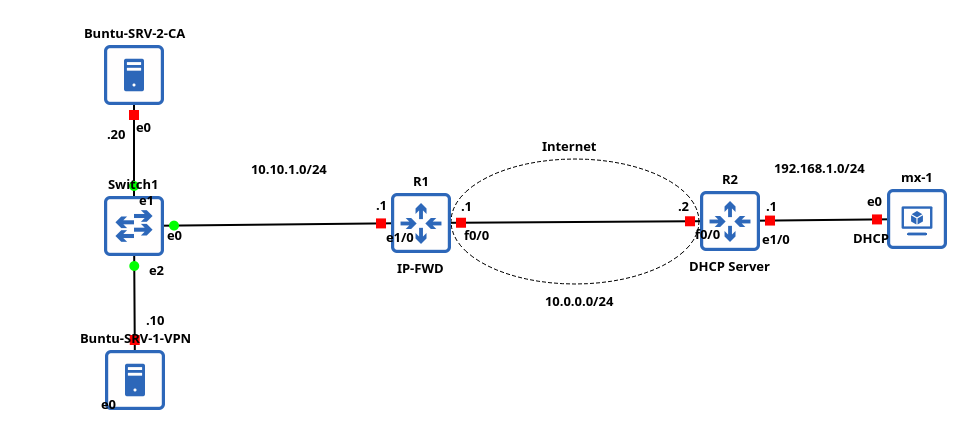 Buntu-SRV-2-CA
.20
e0
Switch1
e1
e0
e2
.10
Buntu-SRV-1-VPN
e0
10.10.1.0/24
R1
.1
e1/0
.1
f0/0
IP-FWD
Internet
10.0.0.0/24
R2
.2
f0/0
.1
e1/0
DHCP Server
192.168.1.0/24
mx-1
e0
DHCP